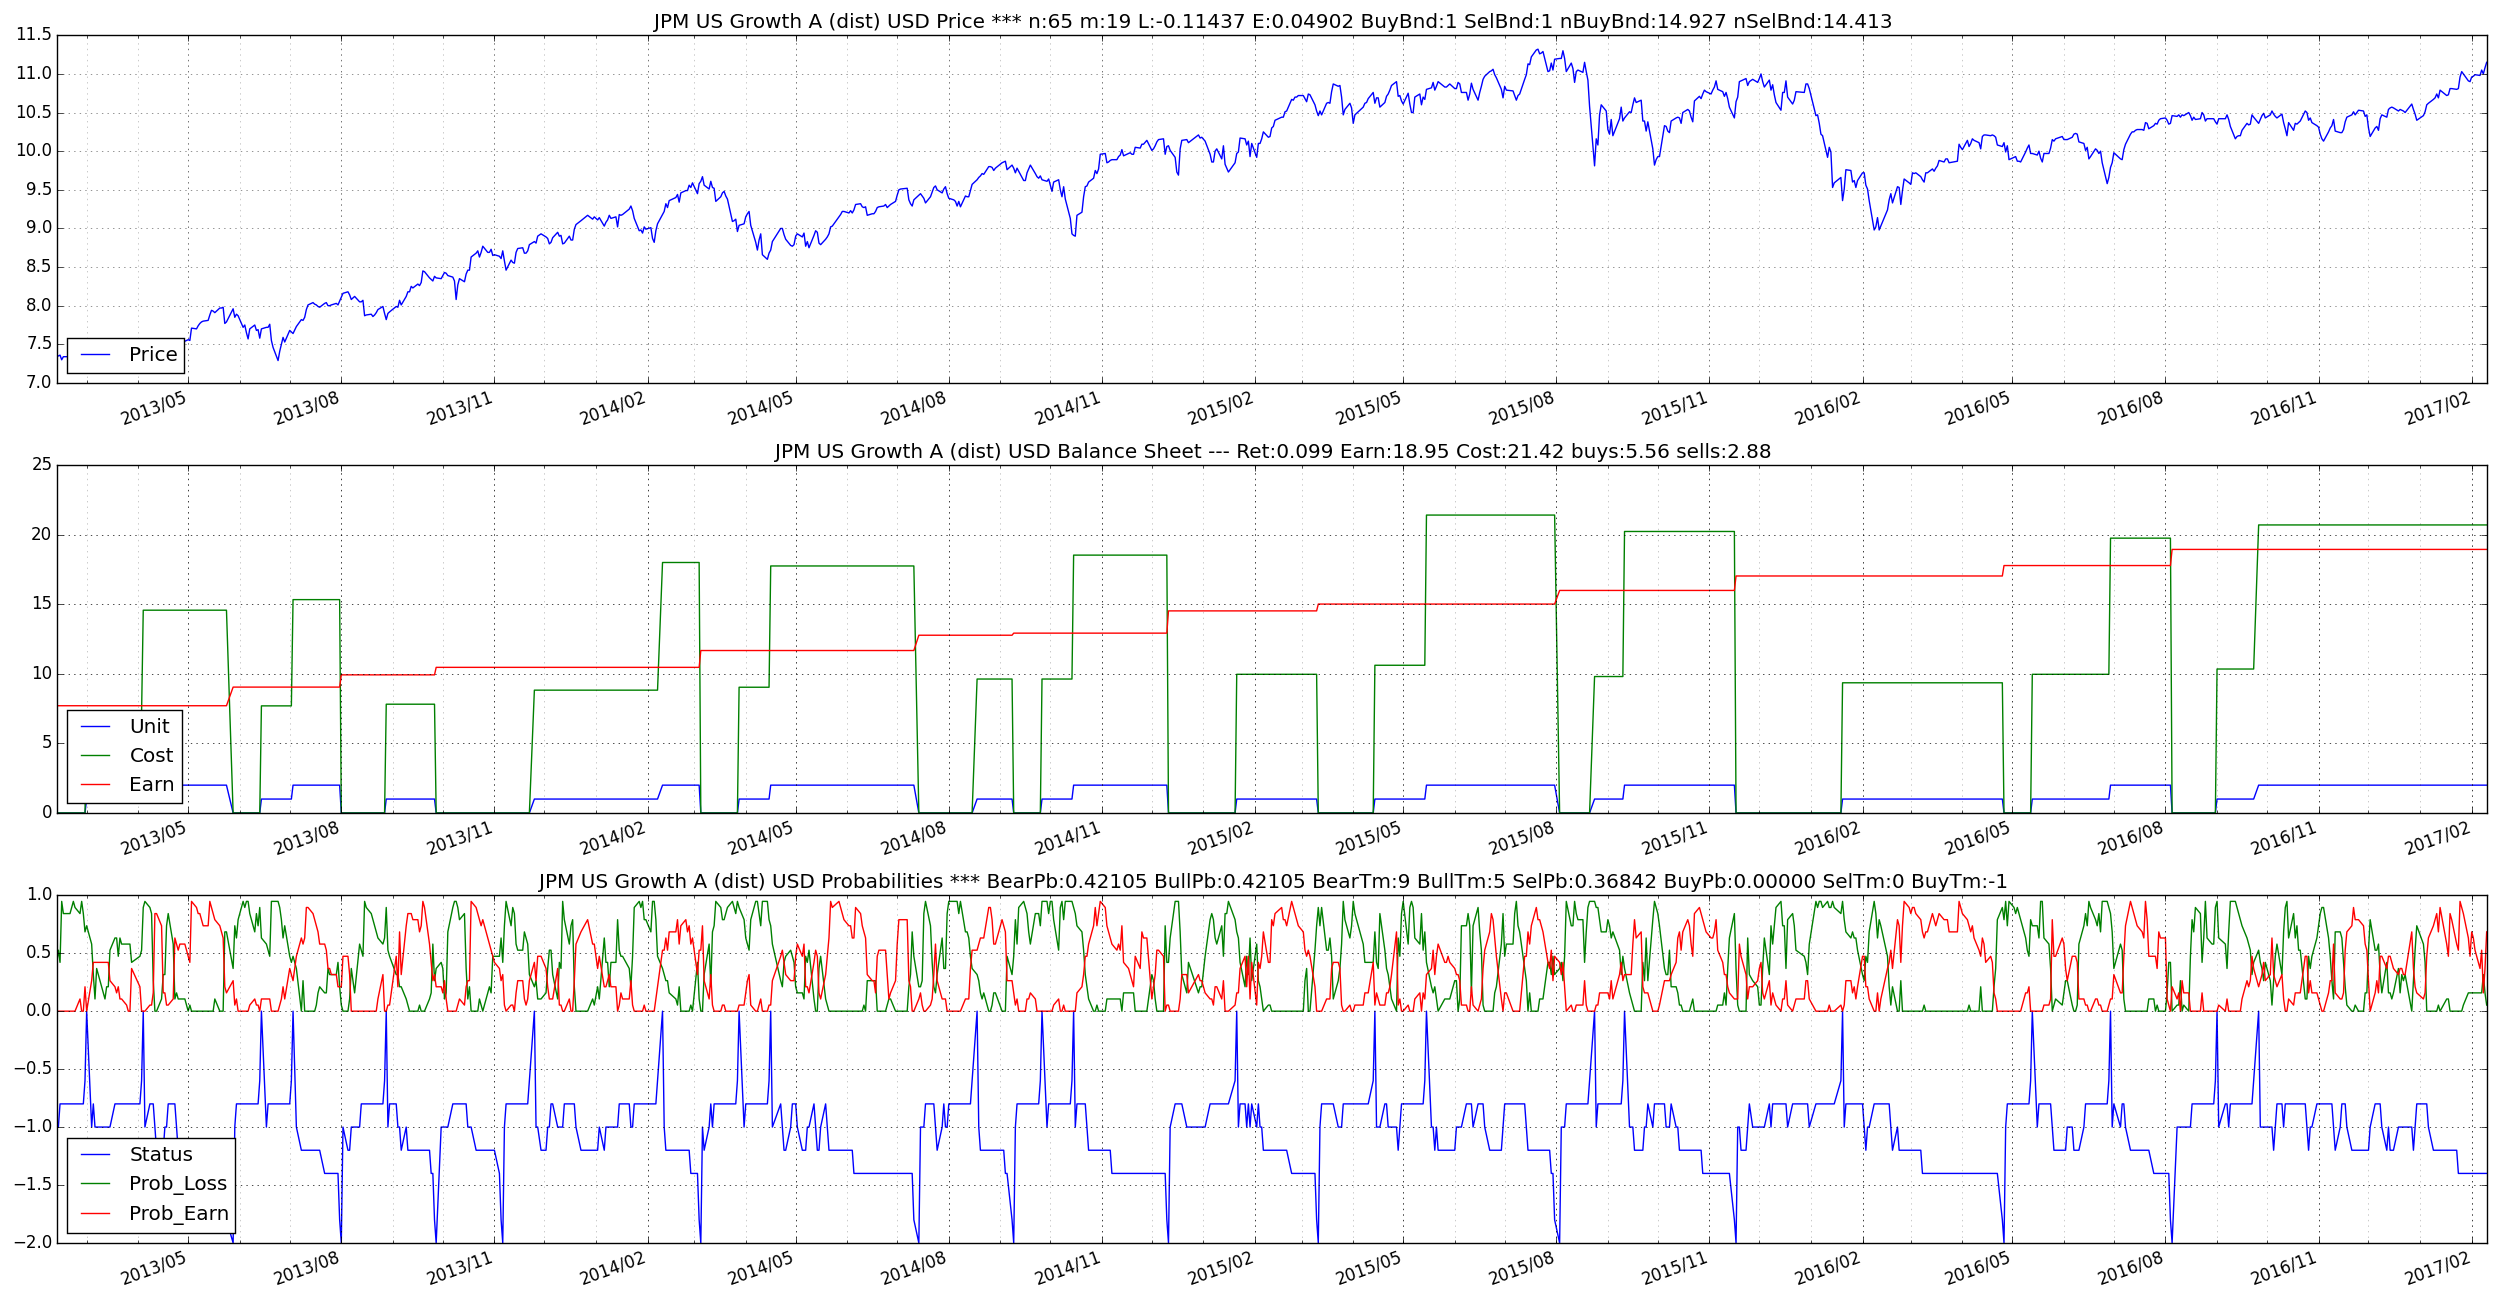 JPM US Growth A (dist) USD Price *** n:65 m:19 L:-0.11437 E:0.04902 BuyBnd:1 SelBnd:1 nBuyBnd:14.927 nSelBnd:14.413
11.5
11.0
10.5
10.0
9.5
9.0
8.5
8.0
7.5
7.0
Price
2013/05 2013/08 2013/11 2014/02 2014/05 2014/08 2014/11 2015/02 2015/05 2015/08 2015/11 2016/02 2016/05 2016/08 2016/11 2017/02
JPM US Growth A (dist) USD Balance Sheet --- Ret:0.099 Earn:18.95 Cost:21.42 buys:5.56 sells:2.88
25
20
15
10
5
0
Unit
Cost
Earn
2013/05 2013/08 2013/11 2014/02 2014/05 2014/08 2014/11 2015/02 2015/05 2015/08 2015/11 2016/02 2016/05 2016/08 2016/11 2017/02
JPM US Growth A (dist) USD Probabilities *** BearPb:0.42105 BullPb:0.42105 BearTm:9 BullTm:5 SelPb:0.36842 BuyPb:0.00000 SelTm:0 BuyTm:-1
1.0
0.5
0.0
−0.5
−1.0
−1.5
−2.0
Status
Prob_Loss
Prob_Earn
2013/05 2013/08 2013/11 2014/02 2014/05 2014/08 2014/11 2015/02 2015/05 2015/08 2015/11 2016/02 2016/05 2016/08 2016/11 2017/02